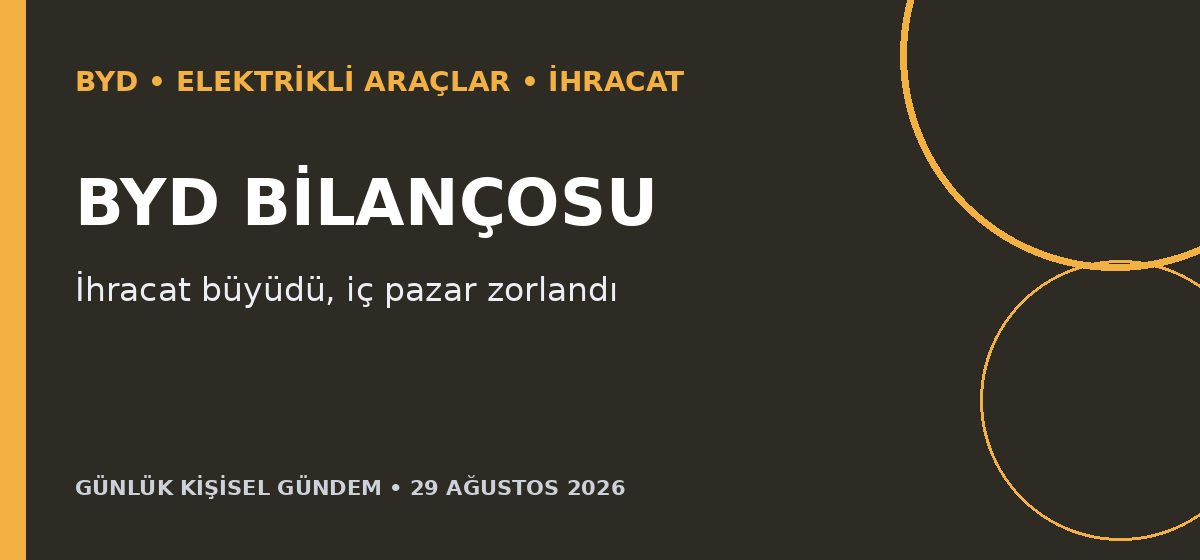 BYD • ELEKTRİKLİ ARAÇLAR • İHRACAT
BYD BİLANÇOSU
İhracat büyüdü, iç pazar zorlandı
GÜNLÜK KİŞİSEL GÜNDEM • 29 AĞUSTOS 2026